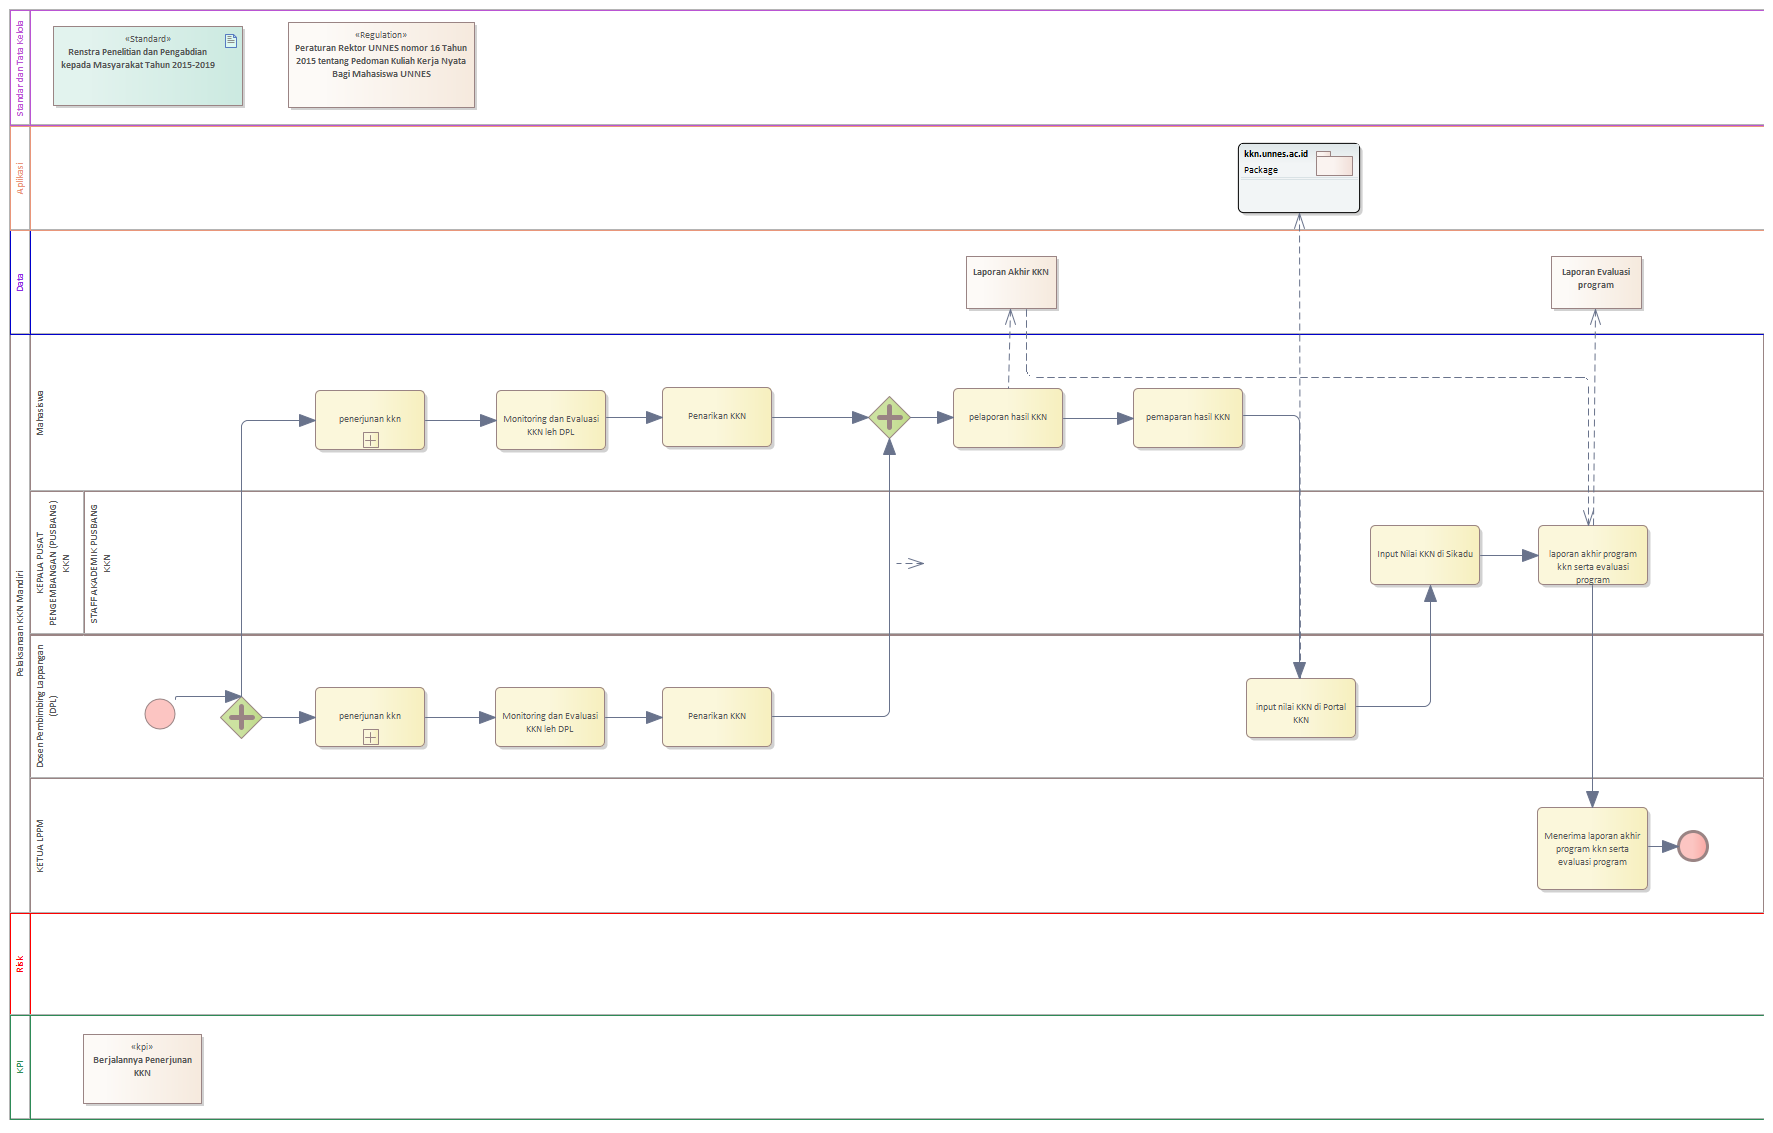 Standar dan Tata Kelola
«Standard»
Renstra Penelitian dan Pengabdian
kepada Masyarakat Tahun 2015-2019
«Regulation»
Peraturan Rektor UNNES nomor 16 Tahun
2015 tentang Pedoman Kuliah Kerja Nyata
Bagi Mahasiswa UNNES
Aplikasi
kkn.unnes.ac.id
Package
Data
Laporan Akhir KKN
Laporan Evaluasi
program
Pelaksanaan KKN Mandiri
Mahasiswa
penerjunan kkn
Monitoring dan Evaluasi
KKN leh DPL
Penarikan KKN
pelaporan hasil KKN
pemaparan hasil KKN
KEPALA PUSAT
PENGEMBANGAN (PUSBANG)
KKN
STAFF AKADEMIK PUSBANG
KKN
Input Nilai KKN di Sikadu
laporan akhir program
kkn serta evaluasi
program
Dosen Pembimbing Lappangan
(DPL)
penerjunan kkn
Monitoring dan Evaluasi
KKN leh DPL
Penarikan KKN
input nilai KKN di Portal
KKN
KETUA LPPM
Menerima laporan akhir
program kkn serta
evaluasi program
Risk
KPI
«kpi»
Berjalannya Penerjunan
KKN